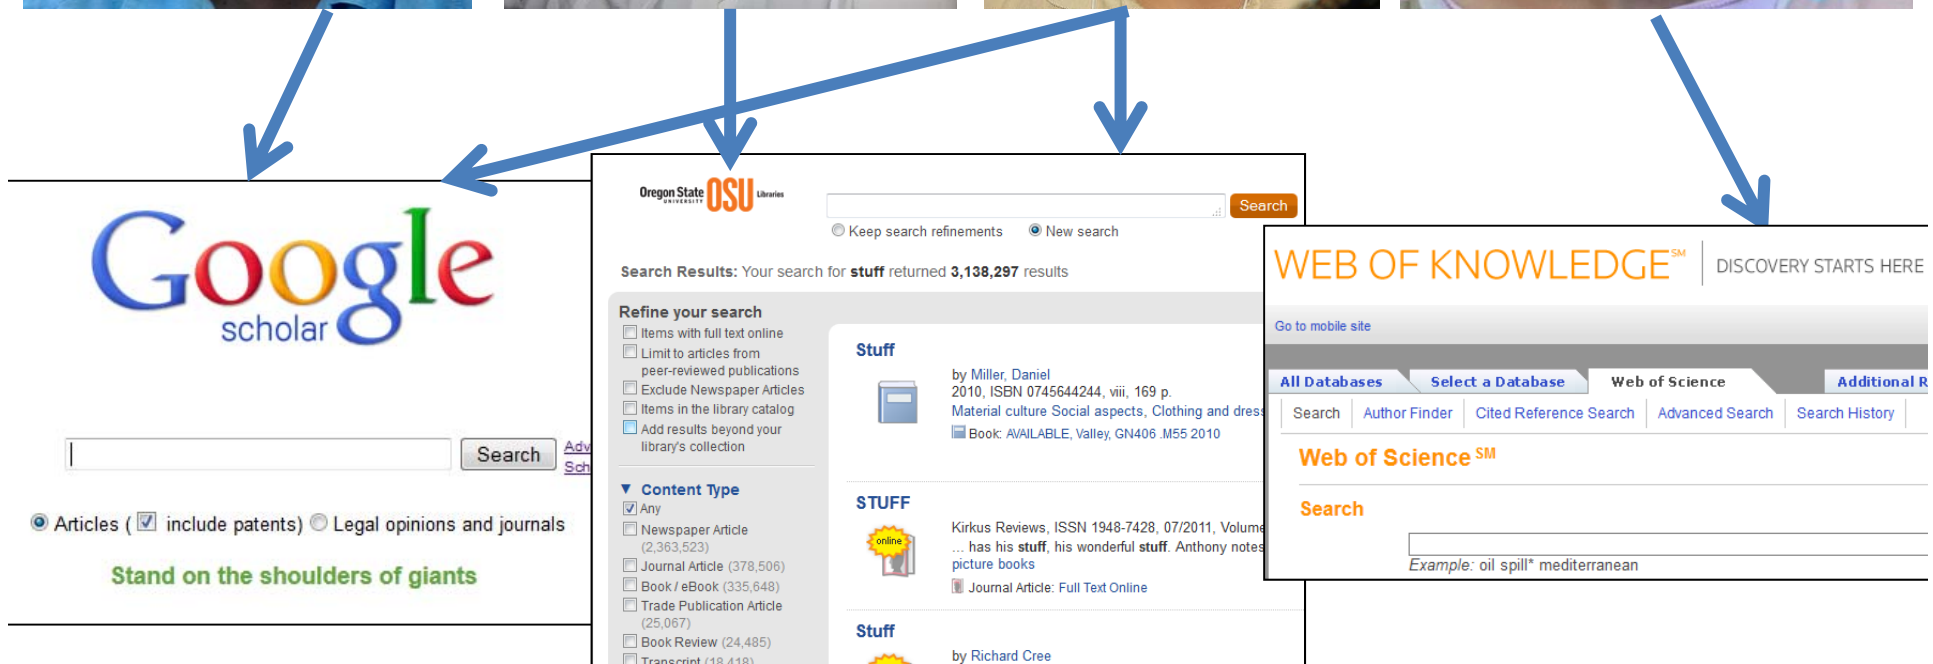 Google
scholar
Search
Adv
Sch
Articles ( include patents) Legal opinions and journals
Stand on the shoulders of giants
Oregon State
UNIVERSITY
OSU
Libraries
Search
Keep search refinements New search
Search Results: Your search for stuff returned 3,138,297 results
Refine your search
Items with full text online
Limit to articles from
peer-reviewed publications
Exclude Newspaper Articles
Items in the library catalog
Add results beyond your
library's collection
Content Type
Any
Newspaper Article
(2,363,523)
Journal Article (378,506)
Book / eBook (335,648)
Trade Publication Article
(25,067)
Book Review (24,485)
Transcript (18,418)
Stuff
by Miller, Daniel
2010, ISBN 0745644244, viii, 169 p.
Material culture Social aspects, Clothing and dress
Book: AVAILABLE, Valley, GN406 .M55 2010
STUFF
online
Kirkus Reviews, ISSN 1948-7428, 07/2011, Volume
... has his stuff, his wonderful stuff. Anthony notes
picture books
Journal Article: Full Text Online
Stuff
by Richard Cree
WEB OF KNOWLEDGE SM
DISCOVERY STARTS HERE
Go to mobile site
All Databases Select a Database Web of Science Additional R
Search Author Finder Cited Reference Search Advanced Search Search History
Web of Science SM
Search
Example: oil spill* mediterranean